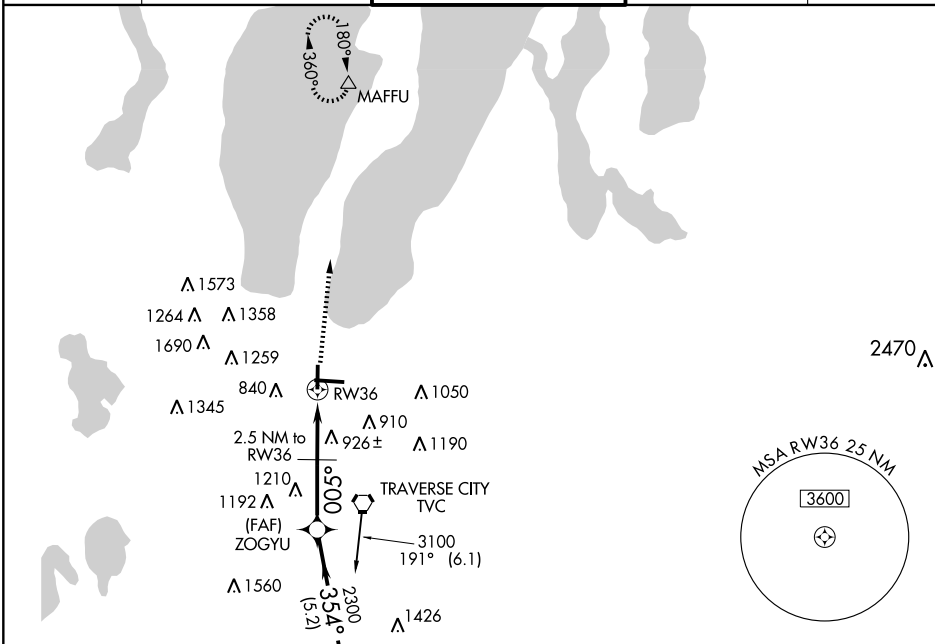 180°
360°
MAFFU
1573
1264
1358
1690
1259
2470
840
RW36
1050
1345
910
2.5 NM to
RW36
926±
1190
MSA RW36 25 NM
3600
1210
005°
TRAVERSE CITY
TVC
1192
(FAF)
ZOGYU
3100
191° (6.1)
1560
2300
354°
(5.2)
1426